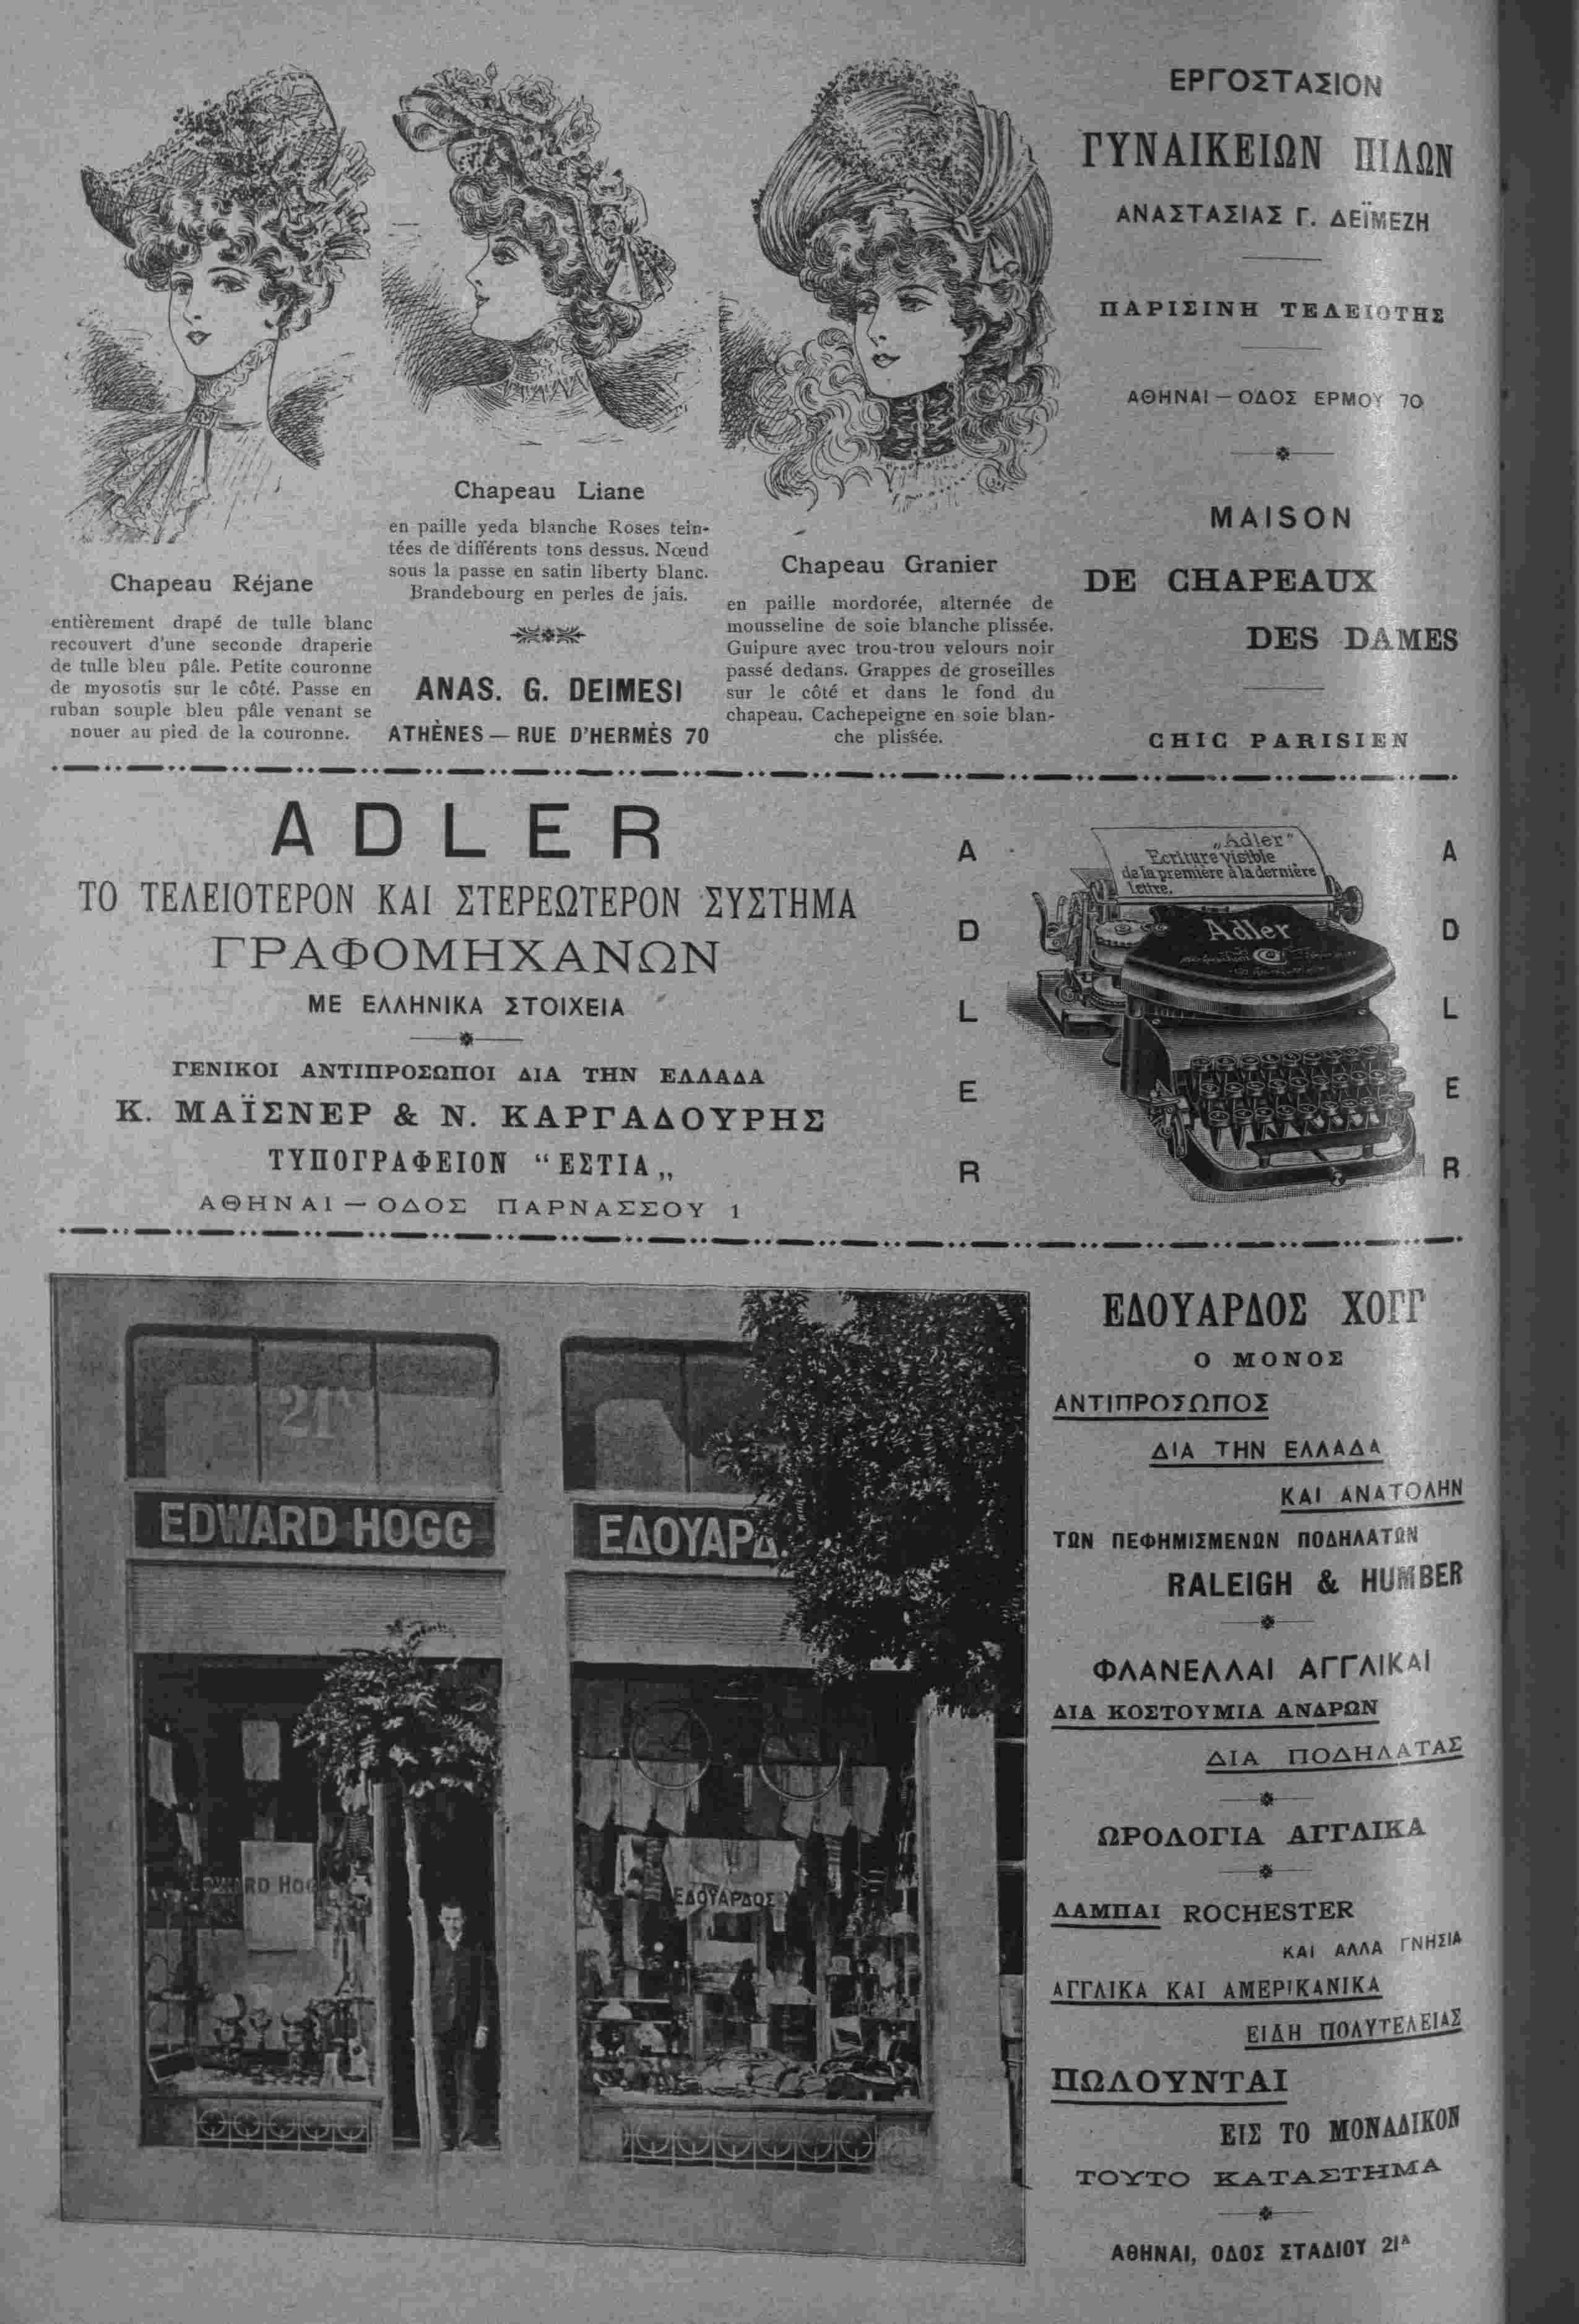 Chapeau Réjane
entièrement drapé de tulle blanc
recouvert d'une seconde draperie
de tulle bleu pâle. Petite couronne
de myosotis sur le côté. Passe en
ruban souple bleu pâle venant se
nouer au pied de la couronne.
Chapeau Liane
en paille yeda blanche Roses tein-
tées de différents tons dessus. Nœud
sous la passe en satin liberty blanc.
Brandebourg en perles de jais.
ANAS. G. DEIMESI
ATHÈNES — RUE D'HERMÈS 70
Chapeau Granier
en paille mordorée, alternée de
mousseline de soie blanche plissée.
Guipure avec trou-trou velours noir
passé dedans. Grappes de groseilles
sur le côté et dans le fond du
chapeau. Cachepeigne en soie blan-
che plissée.
ΕΡΓΟΣΤΑΣΙΟΝ
ΓΥΝΑΙΚΕΙΩΝ ΠΙΛΩΝ
ΑΝΑΣΤΑΣΙΑΣ Γ. ΔΕΪΜΕΖΗ
ΠΑΡΙΣΙΝΗ ΤΕΛΕΙΟΤΗΣ
ΑΘΗΝΑΙ — ΟΔΟΣ ΕΡΜΟΥ 70
MAISON
DE CHAPEAUX
DES DAMES
CHIC PARISIEN
ADLER
ΤΟ ΤΕΛΕΙΟΤΕΡΟΝ ΚΑΙ ΣΤΕΡΕΩΤΕΡΟΝ ΣΥΣΤΗΜΑ
ΓΡΑΦΟΜΗΧΑΝΩΝ
ΜΕ ΕΛΛΗΝΙΚΑ ΣΤΟΙΧΕΙΑ
ΓΕΝΙΚΟΙ ΑΝΤΙΠΡΟΣΩΠΟΙ ΔΙΑ ΤΗΝ ΕΛΛΑΔΑ
Κ. ΜΑΪΣΝΕΡ & Ν. ΚΑΡΓΑΔΟΥΡΗΣ
ΤΥΠΟΓΡΑΦΕΙΟΝ "ΕΣΤΙΑ„
ΑΘΗΝΑΙ — ΟΔΟΣ ΠΑΡΝΑΣΣΟΥ 1
ADLER
„Adler"
Ecriture visible
de la première à la dernière
lettre.
Adler
ADLER
21Α
EDWARD HOGG
ΕΔΟΥΑΡΔ
EDWARD HOGG
ΕΔΟΥΑΡΔΟΣ
ΕΔΟΥΑΡΔΟΣ ΧΟΓΓ
Ο ΜΟΝΟΣ
ΑΝΤΙΠΡΟΣΩΠΟΣ
ΔΙΑ ΤΗΝ ΕΛΛΑΔΑ
ΚΑΙ ΑΝΑΤΟΛΗΝ
ΤΩΝ ΠΕΦΗΜΙΣΜΕΝΩΝ ΠΟΔΗΛΑΤΩΝ
RALEIGH & HUMBER
ΦΛΑΝΕΛΛΑΙ ΑΓΓΛΙΚΑΙ
ΔΙΑ ΚΟΣΤΟΥΜΙΑ ΑΝΔΡΩΝ
ΔΙΑ ΠΟΔΗΛΑΤΑΣ
ΩΡΟΛΟΓΙΑ ΑΓΓΛΙΚΑ
ΛΑΜΠΑΙ ROCHESTER
ΚΑΙ ΑΛΛΑ ΓΝΗΣΙΑ
ΑΓΓΛΙΚΑ ΚΑΙ ΑΜΕΡΙΚΑΝΙΚΑ
ΕΙΔΗ ΠΟΛΥΤΕΛΕΙΑΣ
ΠΩΛΟΥΝΤΑΙ
ΕΙΣ ΤΟ ΜΟΝΑΔΙΚΟΝ
ΤΟΥΤΟ ΚΑΤΑΣΤΗΜΑ
ΑΘΗΝΑΙ, ΟΔΟΣ ΣΤΑΔΙΟΥ 21Α